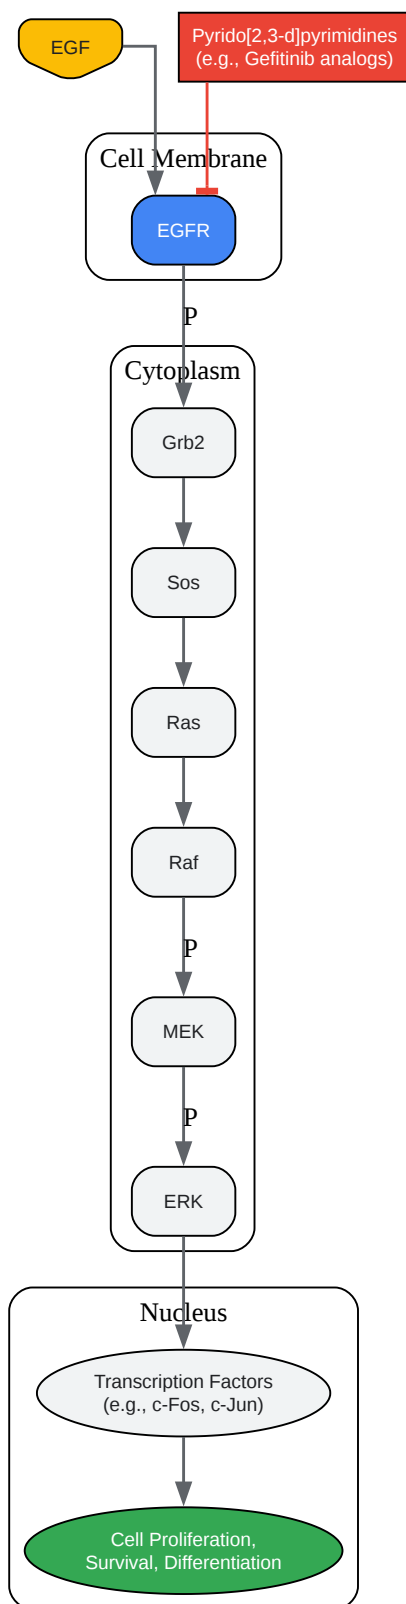 EGF
Pyrido[2,3-d]pyrimidines
(e.g., Gefitinib analogs)
Cell Membrane
EGFR
P
Cytoplasm
Grb2
Sos
Ras
Raf
P
MEK
P
ERK
Nucleus
Transcription Factors
(e.g., c-Fos, c-Jun)
Cell Proliferation,
Survival, Differentiation